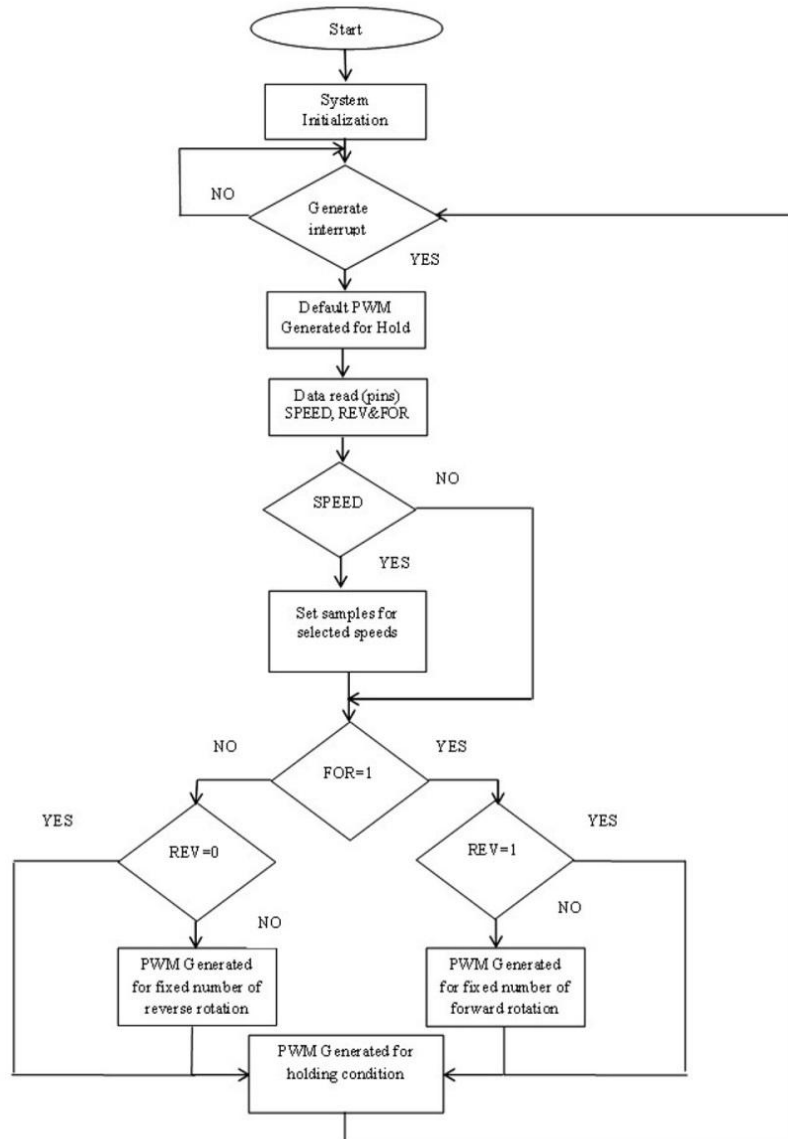 Start
System
Initialization
NO
Generate
interrupt
YES
Default PWM
Generated for Hold
Data read (pins)
SPEED, REV&FOR
NO
SPEED
YES
Set samples for
selected speeds
NO
YES
FOR=1
YES
YES
REV=0
REV=1
NO
NO
PWM Generated
for fixed number of
reverse rotation
PWM Generated
for fixed number of
forward rotation
PWM Generated for
holding condition